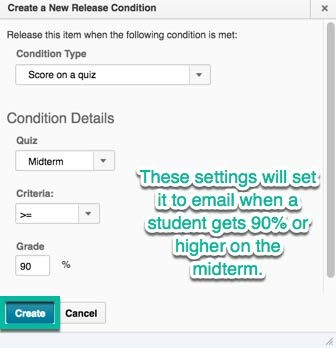 Create a New Release Condition
Release this item when the following condition is met:
Condition Type
Score on a quiz
Condition Details
Quiz
Midterm
Criteria:
>=
Grade
90 %
These settings will set
it to email when a
student gets 90% or
higher on the
midterm.
Create Cancel